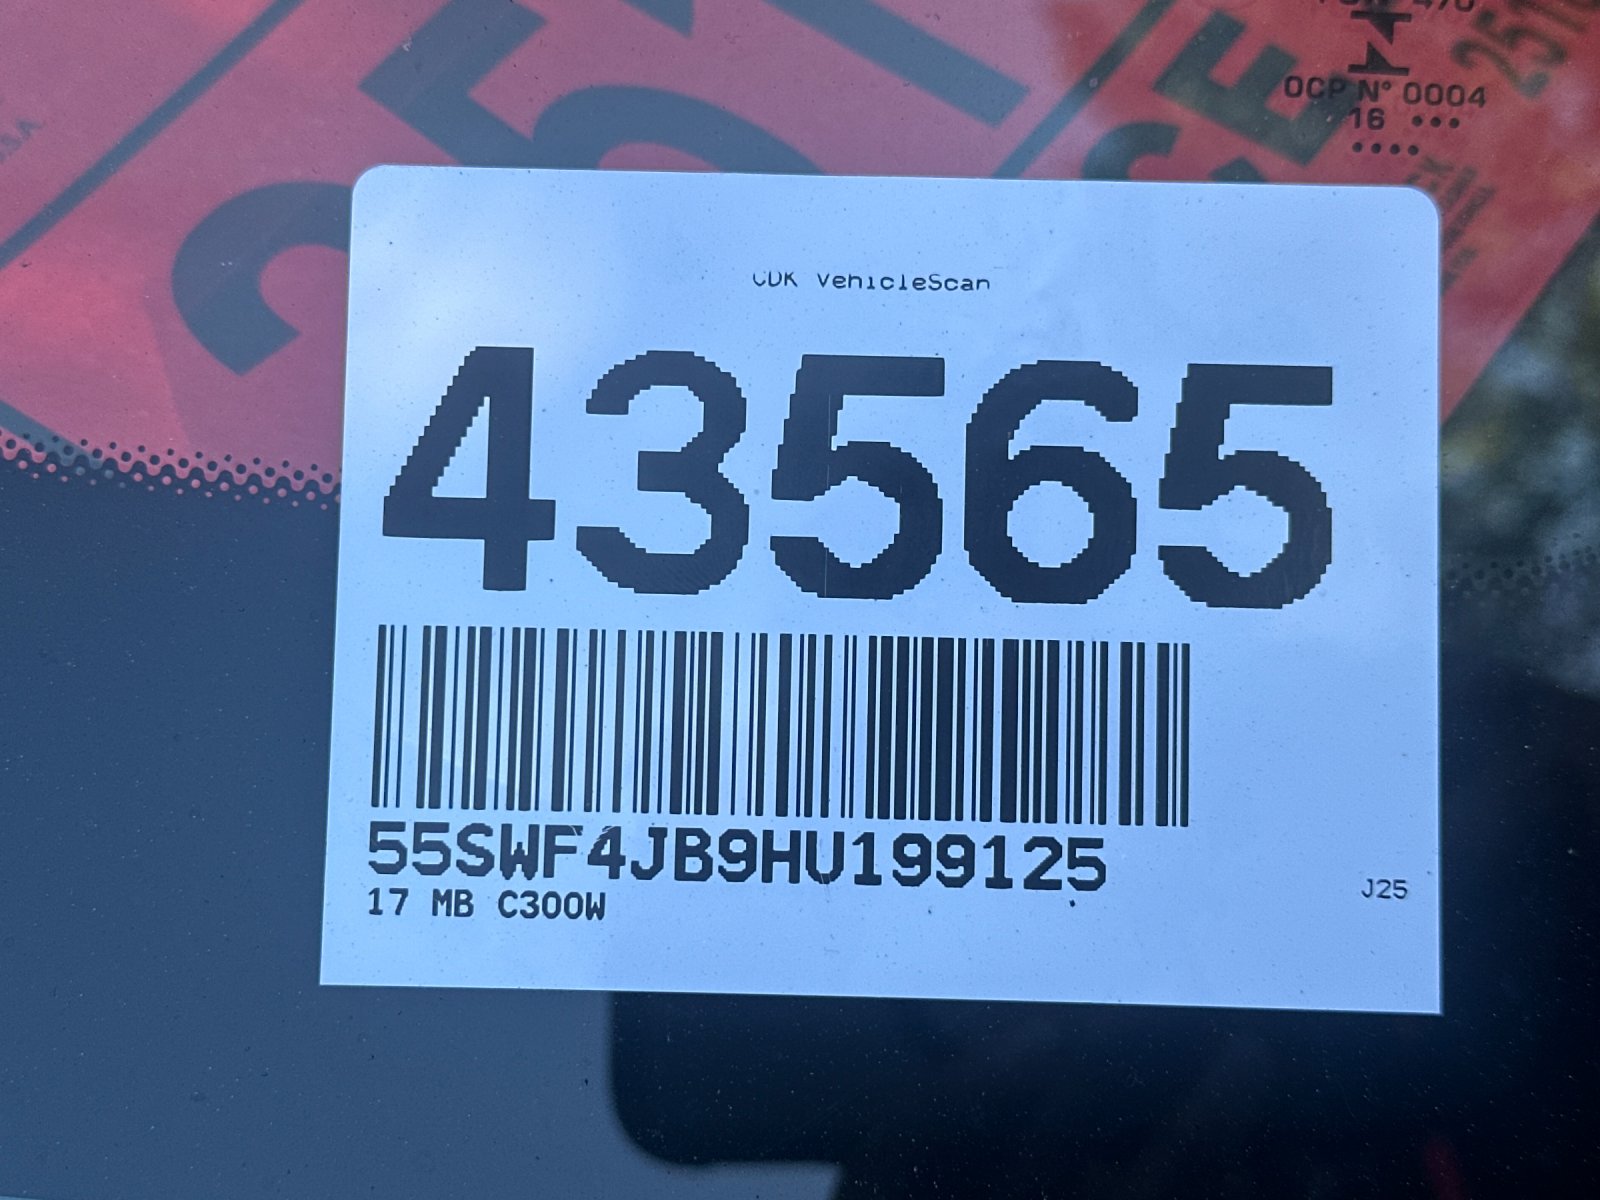 OCP N° 0004
16 •••
••••
CDK VehicleScan
43565
55SWF4JB9HU199125
17 MB C300W
J25